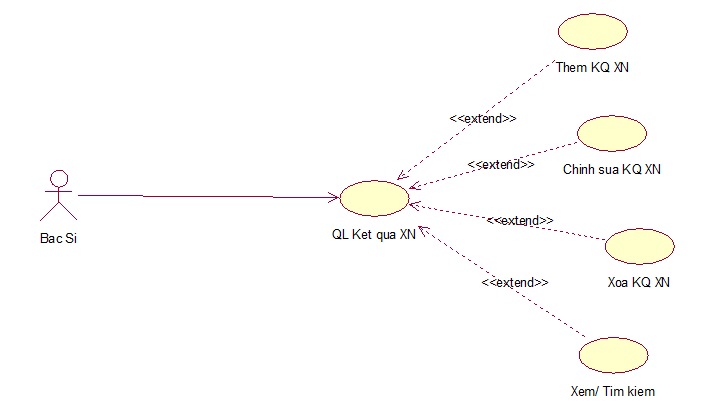 Them KQ XN
<<extend>>
<<extend>>
Chinh sua KQ XN
<<extend>>
QL Ket qua XN
Bac Si
<<extend>>
Xoa KQ XN
Xem/ Tim kiem